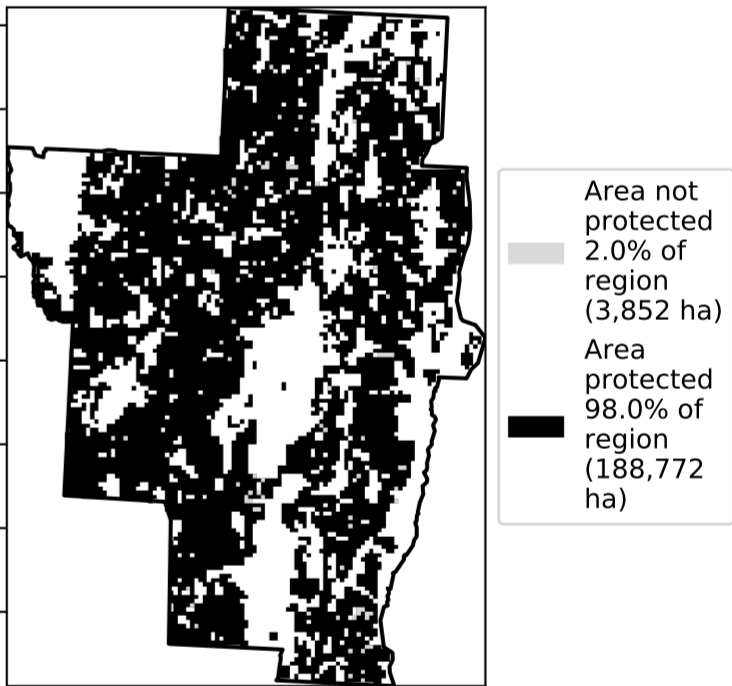 Area not
protected
2.0% of
region
(3,852 ha)
Area
protected
98.0% of
region
(188,772
ha)